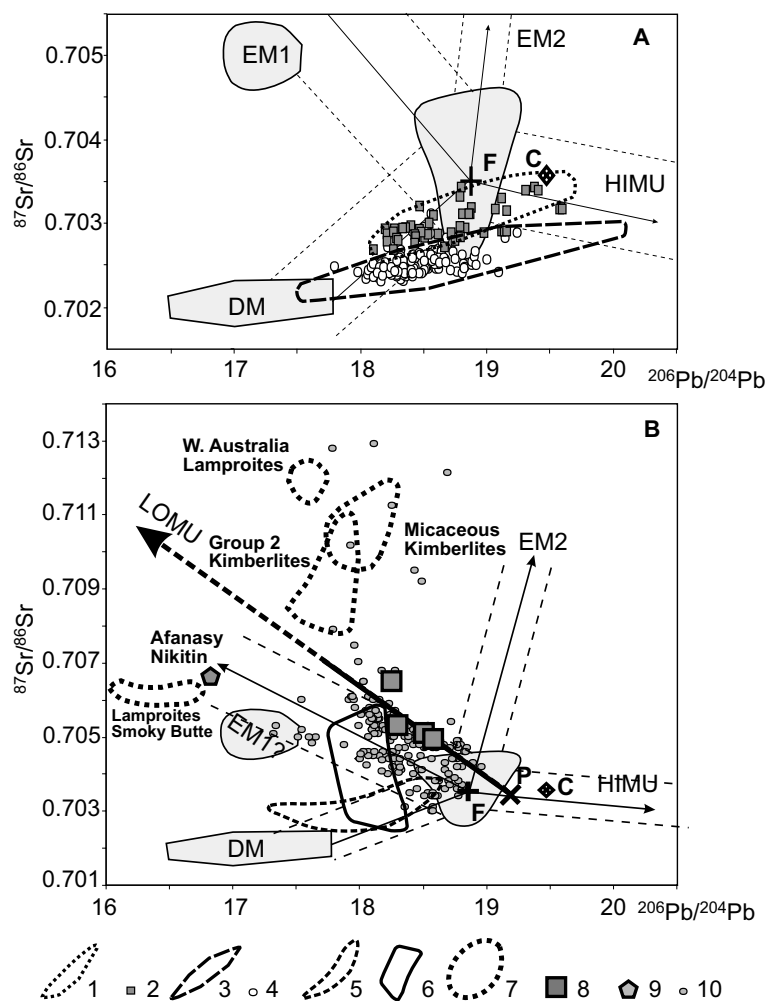 A
EM2
0.705
EM1
0.704
F
C
87Sr/86Sr
HIMU
0.703
0.702
DM
16
17
18
19
20
206Pb/204Pb
B
0.713
W. Australia
Lamproites
LOMU
0.711
Group 2
Kimberlites
Micaceous
Kimberlites
EM2
0.709
87Sr/86Sr
Afanasy
Nikitin
0.707
Lamproites
Smoky Butte
EM1?
0.705
P
C
HIMU
0.703
F
DM
0.701
16
17
18
19
20
206Pb/204Pb
1 2 3 4 5 6 7 8 9 10